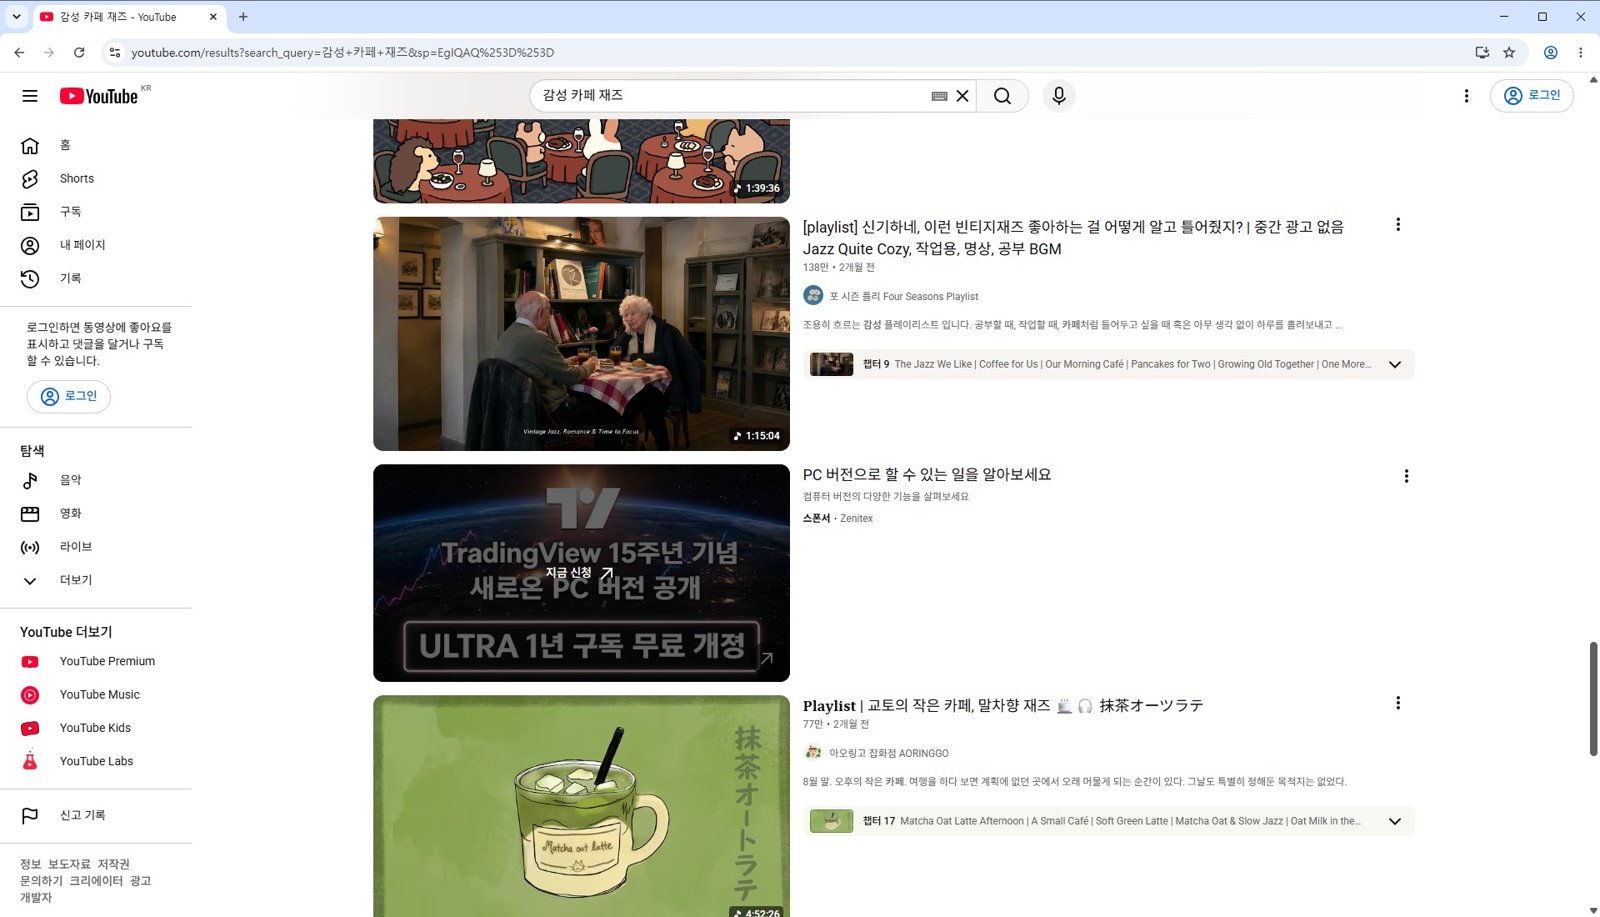 감성 카페 재즈 - YouTube
youtube.com/results?search_query=감성+카페+재즈&sp=EgIQAQ%253D%253D
YouTube KR
감성 카페 재즈
로그인
홈
Shorts
구독
내 페이지
기록
로그인하면 동영상에 좋아요를
표시하고 댓글을 달거나 구독
할 수 있습니다.
로그인
탐색
음악
영화
라이브
더보기
YouTube 더보기
YouTube Premium
YouTube Music
YouTube Kids
YouTube Labs
신고 기록
정보 보도자료 저작권
문의하기 크리에이터 광고
개발자
1:39:36
Vintage Jazz, Romance & Time to Focus
1:15:04
[playlist] 신기하네, 이런 빈티지재즈 좋아하는 걸 어떻게 알고 틀어줬지? | 중간 광고 없음
Jazz Quite Cozy, 작업용, 명상, 공부 BGM
138만 • 2개월 전
포 시즌 플리 Four Seasons Playlist
조용히 흐르는 감성 플레이리스트 입니다. 공부할 때, 작업할 때, 카페처럼 들어두고 싶을 때 혹은 아무 생각 없이 하루를 흘려보내고 ...
챕터 9 The Jazz We Like | Coffee for Us | Our Morning Café | Pancakes for Two | Growing Old Together | One More...
TradingView 15주년 기념
지금 신청
새로온 PC 버전 공개
ULTRA 1년 구독 무료 개정
PC 버전으로 할 수 있는 일을 알아보세요
컴퓨터 버전의 다양한 기능을 살펴보세요
스폰서 · Zenitex
Matcha oat latte
抹茶オートラテ
4:52:26
Playlist | 교토의 작은 카페, 말차향 재즈 ☕️ 🎧 抹茶オーツラテ
77만 • 2개월 전
아오링고 잡화점 AORINGGO
8월 말. 오후의 작은 카페. 여행을 하다 보면 계획에 없던 곳에서 오래 머물게 되는 순간이 있다. 그날도 특별히 정해둔 목적지는 없었다.
챕터 17 Matcha Oat Latte Afternoon | A Small Café | Soft Green Latte | Matcha Oat & Slow Jazz | Oat Milk in the...